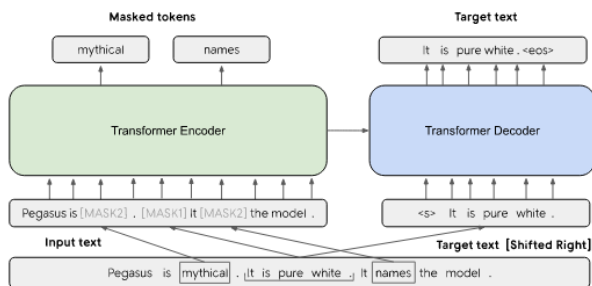 Masked tokens
Target text
mythical
names
It is pure white . <eos>
Transformer Encoder
Transformer Decoder
Pegasus is [MASK2] . [MASK1] It [MASK2] the model .
<s> It is pure white .
Input text
Target text [Shifted Right]
Pegasus is mythical . It is pure white . It names the model .